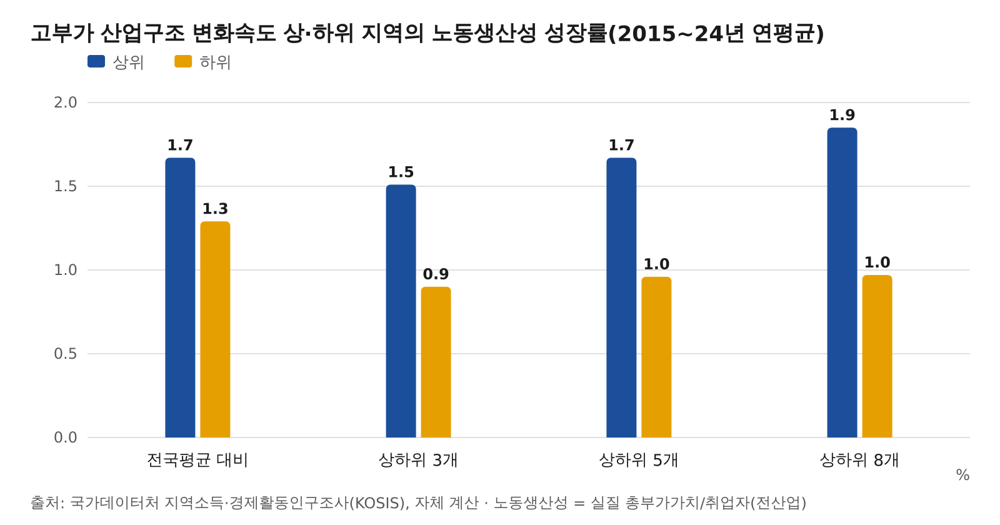 고부가 산업구조 변화속도 상·하위 지역의 노동생산성 성장률(2015~24년 연평균)
상위 하위
2.0
1.5
1.0
0.5
0.0
1.7 1.3 1.5 0.9 1.7 1.0 1.9 1.0
전국평균 대비 상하위 3개 상하위 5개 상하위 8개
%
출처: 국가데이터처 지역소득·경제활동인구조사(KOSIS), 자체 계산 · 노동생산성 = 실질 총부가가치/취업자(전산업)